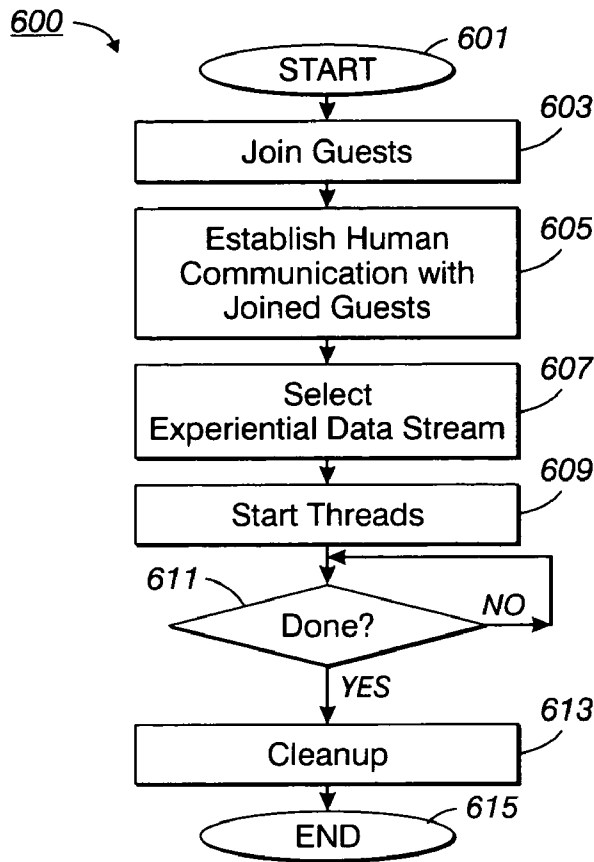 600
START
601
Join Guests
603
Establish Human
Communication with
Joined Guests
605
Select
Experiential Data Stream
607
Start Threads
609
611
Done?
NO
YES
Cleanup
613
END
615